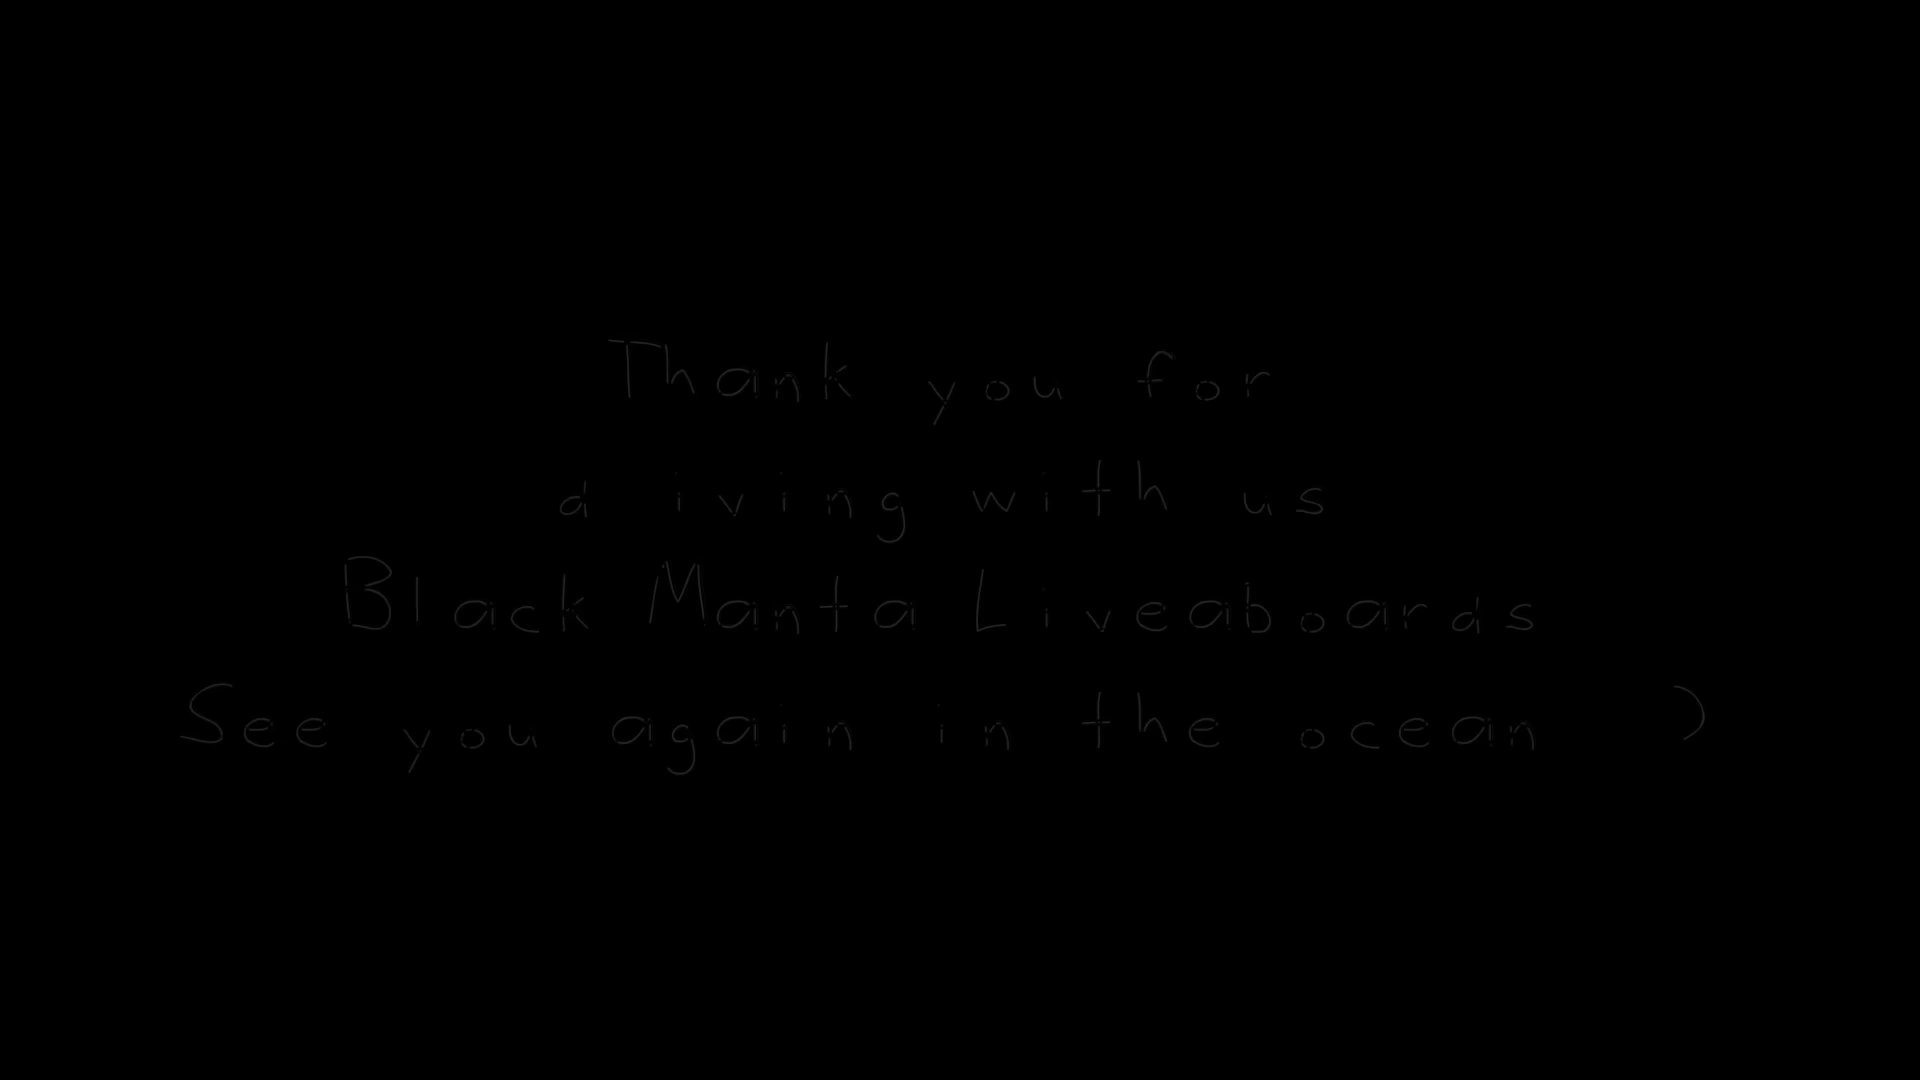 Thank you for
diving with us
Black Manta Liveaboards
See you again in the ocean )